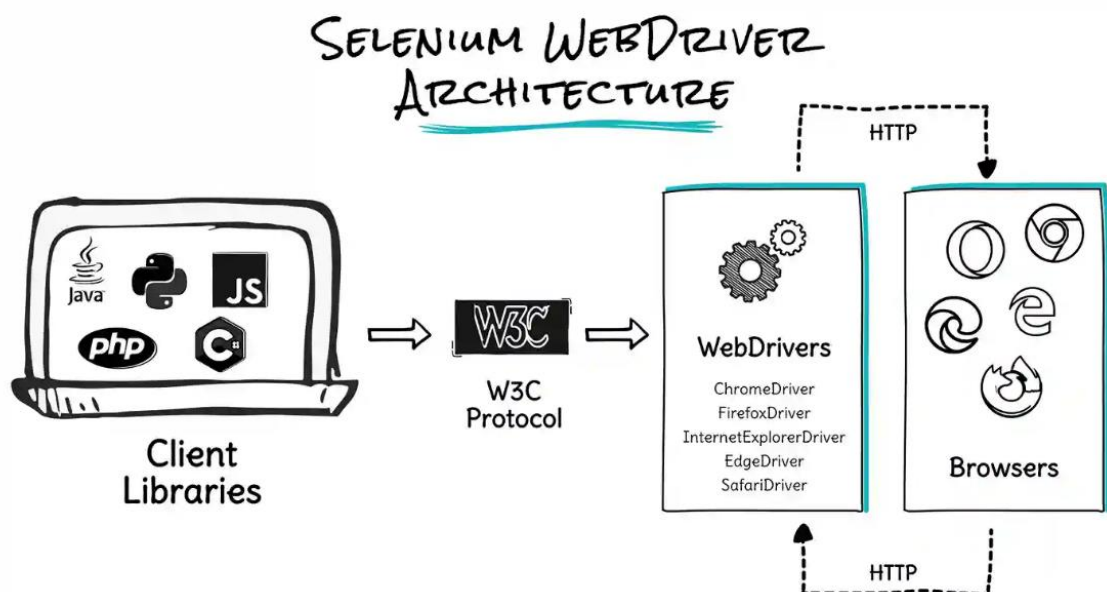 SELENIUM WEBDRIVER
ARCHITECTURE
HTTP
Java
JS
php
C#
W3C
W3C
Protocol
Client
Libraries
WebDrivers
ChromeDriver
FirefoxDriver
InternetExplorerDriver
EdgeDriver
SafariDriver
Browsers
HTTP